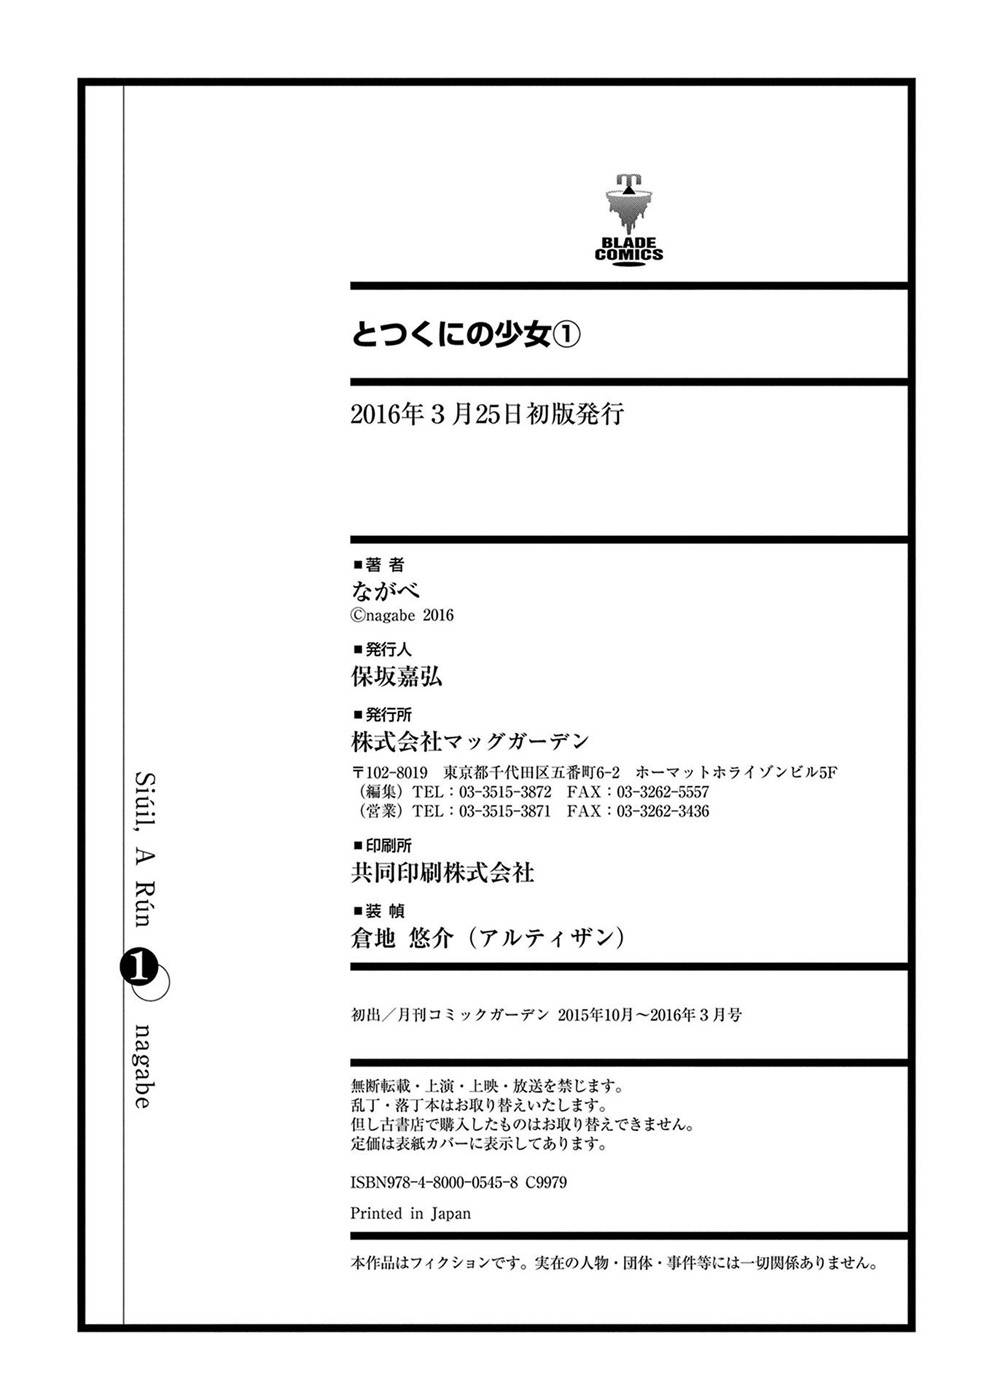 BLADE
COMICS
とつくにの少女①
2016年3月25日初版発行
■著 者
ながべ
Ⓒnagabe 2016
■発行人
保坂嘉弘
■発行所
株式会社マッグガーデン
〒102-8019 東京都千代田区五番町6-2 ホーマットホライゾンビル5F
（編集）TEL：03-3515-3872 FAX：03-3262-5557
（営業）TEL：03-3515-3871 FAX：03-3262-3436
■印刷所
共同印刷株式会社
■装 幀
倉地 悠介（アルティザン）
初出／月刊コミックガーデン 2015年10月～2016年3月号
無断転載・上演・上映・放送を禁じます。
乱丁・落丁本はお取り替えいたします。
但し古書店で購入したものはお取り替えできません。
定価は表紙カバーに表示してあります。
ISBN978-4-8000-0545-8 C9979
Printed in Japan
本作品はフィクションです。実在の人物・団体・事件等には一切関係ありません。
Siúil, A Rún 1 nagabe